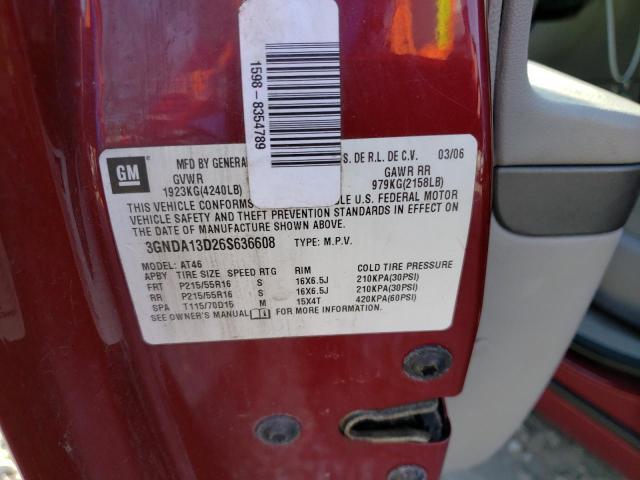 1598 - 8354789
GM
MFD BY GENERA S. DE R.L. DE C.V. 03/06
GVWR GAWR RR
1923KG(4240LB) 979KG(2158LB)
THIS VEHICLE CONFORMS LE U.S. FEDERAL MOTOR
VEHICLE SAFETY AND THEFT PREVENTION STANDARDS IN EFFECT ON
THE DATE OF MANUFACTURE SHOWN ABOVE.
3GNDA13D26S636608 TYPE: M.P.V.
MODEL: AT46
APBY TIRE SIZE SPEED RTG RIM COLD TIRE PRESSURE
FRT P215/55R16 S 16X6.5J 210KPA(30PSI)
RR P215/55R16 S 16X6.5J 210KPA(30PSI)
SPA T115/70D15 M 15X4T 420KPA(60PSI)
SEE OWNER'S MANUAL FOR MORE INFORMATION.